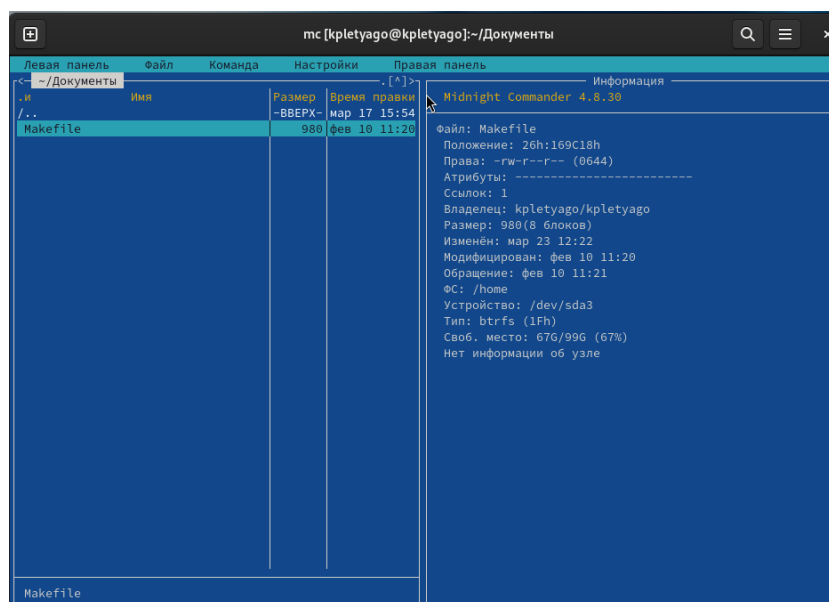 mc [kpletyago@kpletyago]:~/Документы
Левая панель Файл Команда Настройки Правая панель
<— ~/Документы .[^]>
.и Имя Размер Время правки
/.. -ВВЕРХ- мар 17 15:54
Makefile 980 фев 10 11:20
Makefile
Информация
Midnight Commander 4.8.30
Файл: Makefile
Положение: 26h:169C18h
Права: -rw-r--r-- (0644)
Атрибуты: -------------------------
Ссылок: 1
Владелец: kpletyago/kpletyago
Размер: 980(8 блоков)
Изменён: мар 23 12:22
Модифицирован: фев 10 11:20
Обращение: фев 10 11:21
ФС: /home
Устройство: /dev/sda3
Тип: btrfs (1Fh)
Своб. место: 67G/99G (67%)
Нет информации об узле